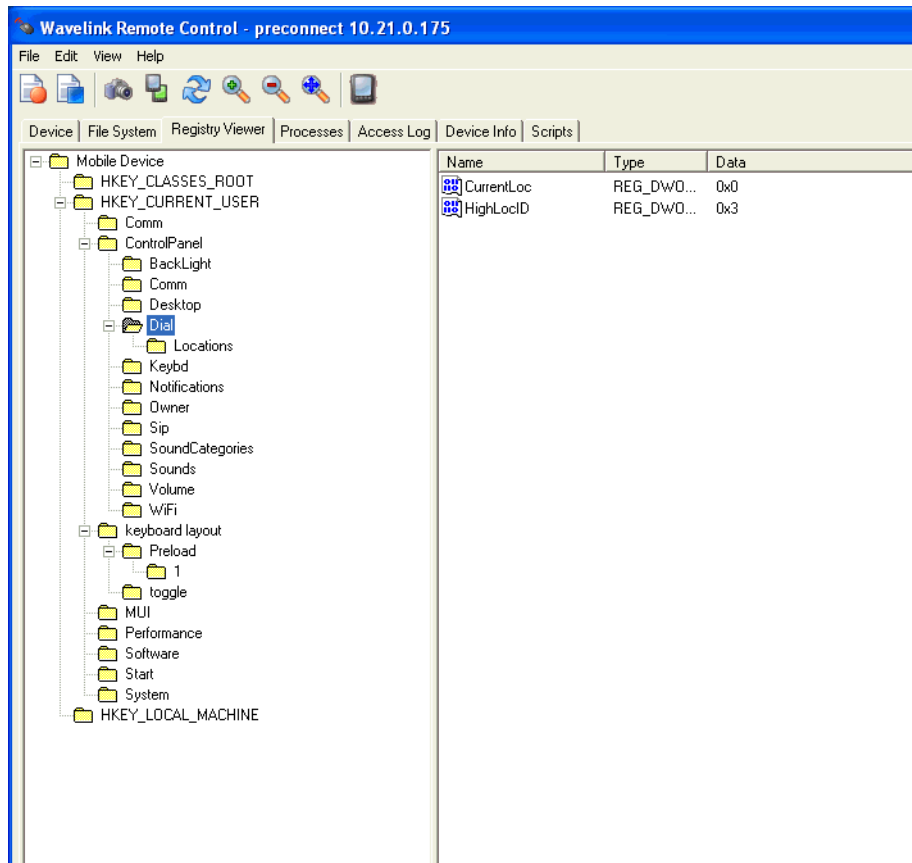 Wavelink Remote Control - preconnect 10.21.0.175
File Edit View Help
Device File System Registry Viewer Processes Access Log Device Info Scripts
Mobile Device
HKEY_CLASSES_ROOT
HKEY_CURRENT_USER
Comm
ControlPanel
BackLight
Comm
Desktop
Dial
Locations
Keybd
Notifications
Owner
Sip
SoundCategories
Sounds
Volume
WiFi
keyboard layout
Preload
1
toggle
MUI
Performance
Software
Start
System
HKEY_LOCAL_MACHINE
Name Type Data
CurrentLoc REG_DWO... 0x0
HighLocID REG_DWO... 0x3